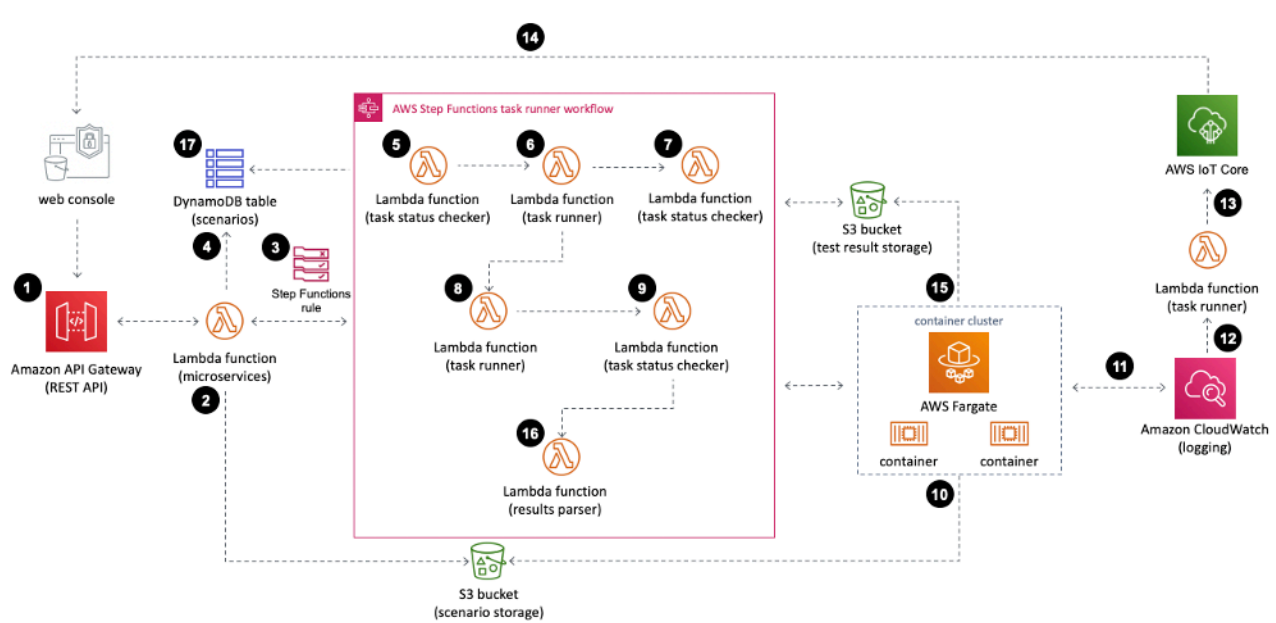 14
AWS Step Functions task runner workflow
17
5
6
7
web console
DynamoDB table
(scenarios)
Lambda function
(task status checker)
Lambda function
(task runner)
Lambda function
(task status checker)
S3 bucket
(test result storage)
AWS IoT Core
13
4
3
Step Functions
rule
1
8
9
15
Lambda function
(task runner)
container cluster
12
Amazon API Gateway
(REST API)
Lambda function
(microservices)
2
Lambda function
(task runner)
Lambda function
(task status checker)
AWS Fargate
11
Amazon CloudWatch
(logging)
container
container
16
10
Lambda function
(results parser)
S3 bucket
(scenario storage)